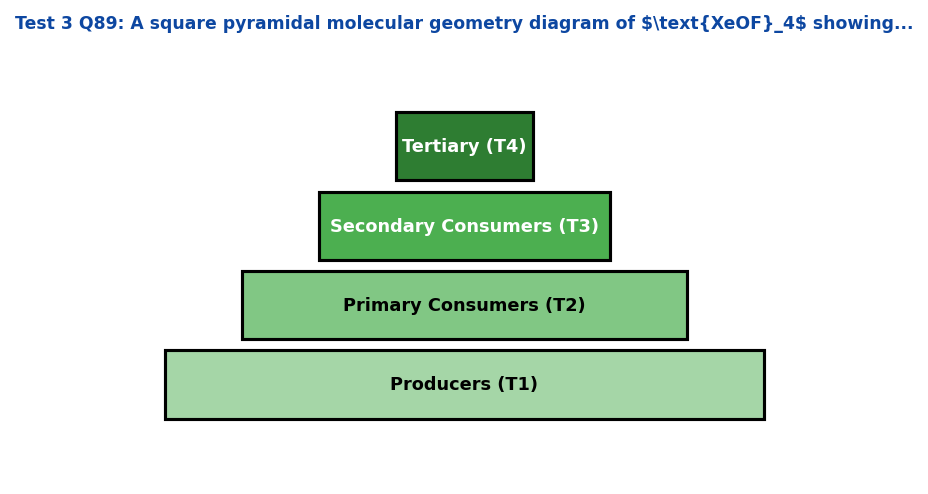 Test 3 Q89: A square pyramidal molecular geometry diagram of $\text{XeOF}_4$ showing...
Tertiary (T4)
Secondary Consumers (T3)
Primary Consumers (T2)
Producers (T1)